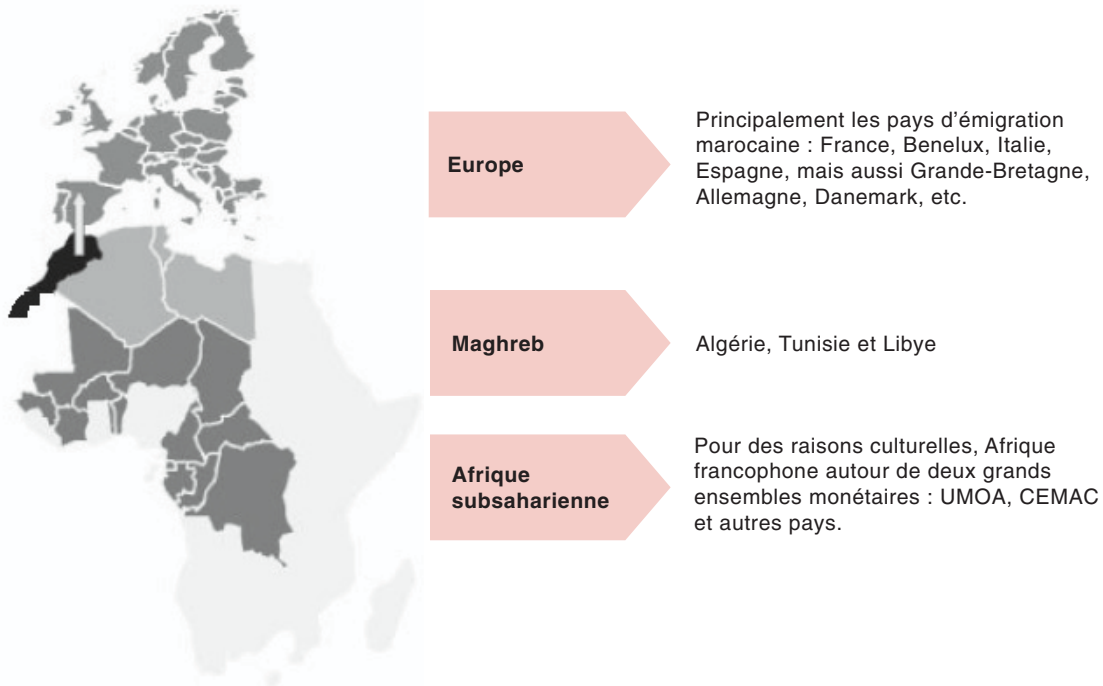 Europe
Principalement les pays d’émigration
marocaine : France, Benelux, Italie,
Espagne, mais aussi Grande-Bretagne,
Allemagne, Danemark, etc.
Maghreb
Algérie, Tunisie et Libye
Afrique
subsaharienne
Pour des raisons culturelles, Afrique
francophone autour de deux grands
ensembles monétaires : UMOA, CEMAC
et autres pays.